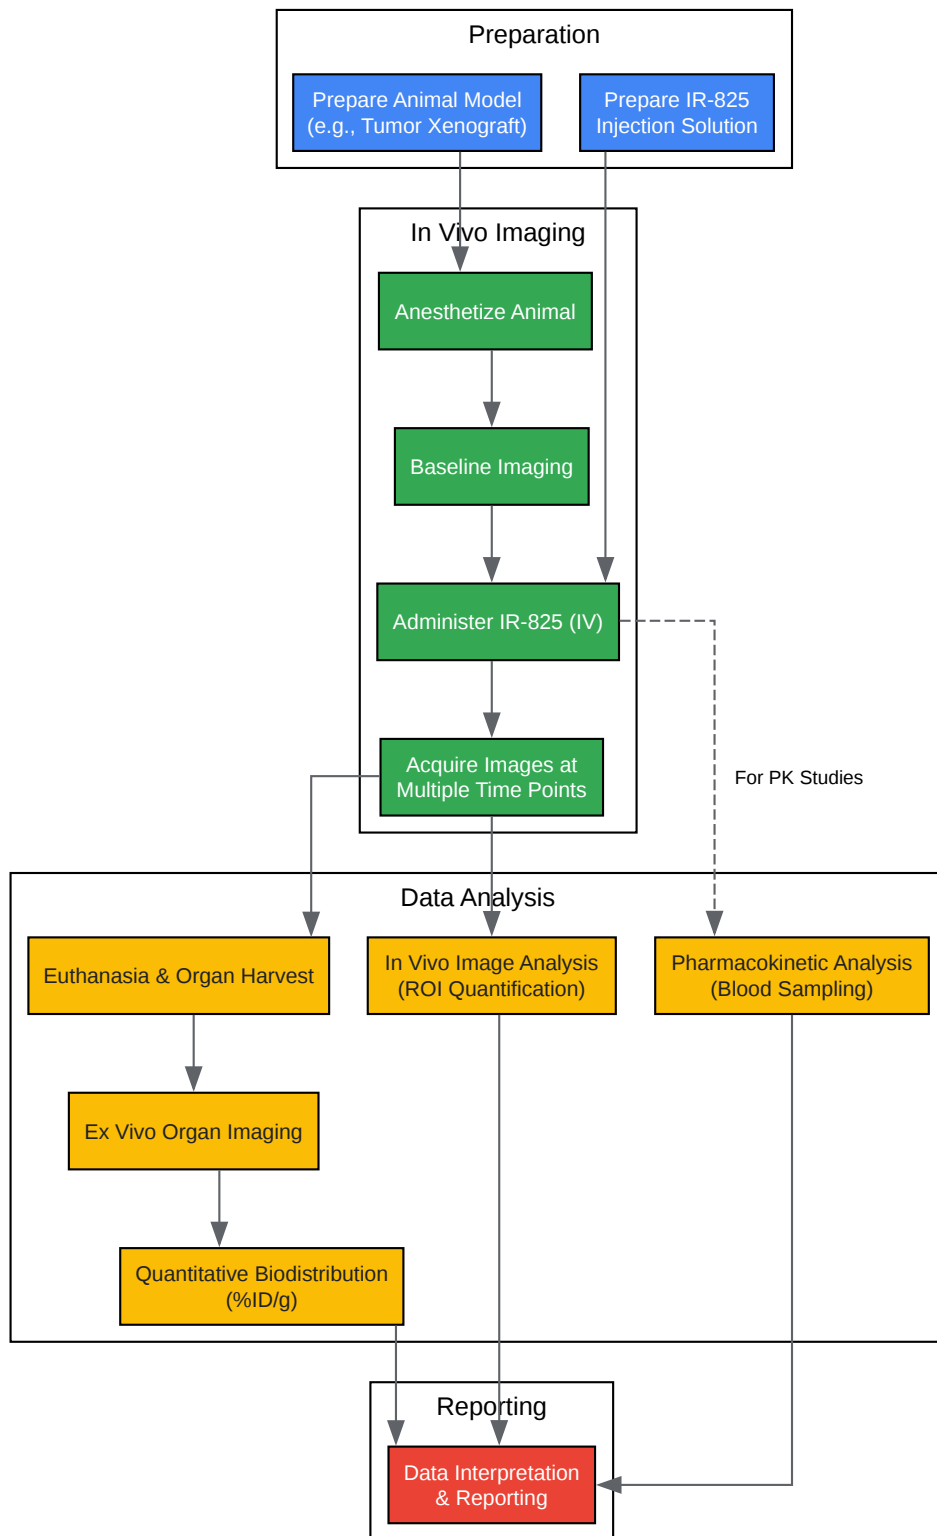 Preparation
Prepare Animal Model
(e.g., Tumor Xenograft)
Prepare IR-825
Injection Solution
In Vivo Imaging
Anesthetize Animal
Baseline Imaging
Administer IR-825 (IV)
Acquire Images at
Multiple Time Points
For PK Studies
Data Analysis
Euthanasia & Organ Harvest
In Vivo Image Analysis
(ROI Quantification)
Pharmacokinetic Analysis
(Blood Sampling)
Ex Vivo Organ Imaging
Quantitative Biodistribution
(%ID/g)
Reporting
Data Interpretation
& Reporting